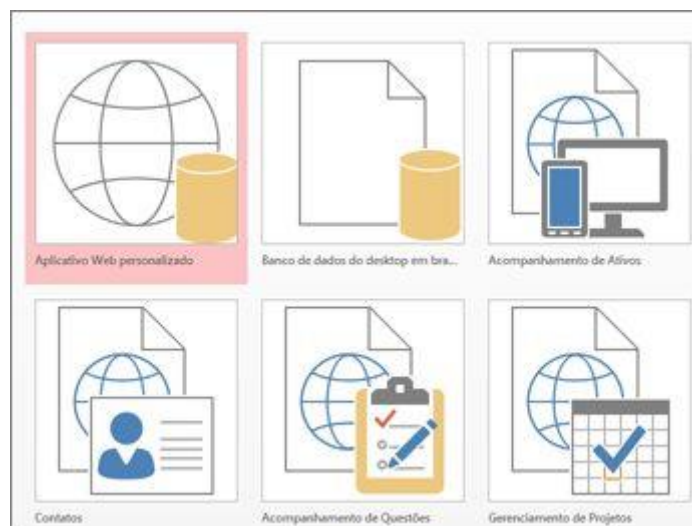 Aplicativo Web personalizado
Banco de dados do desktop em bra...
Acompanhamento de Ativos
Contatos
Acompanhamento de Questões
Gerenciamento de Projetos